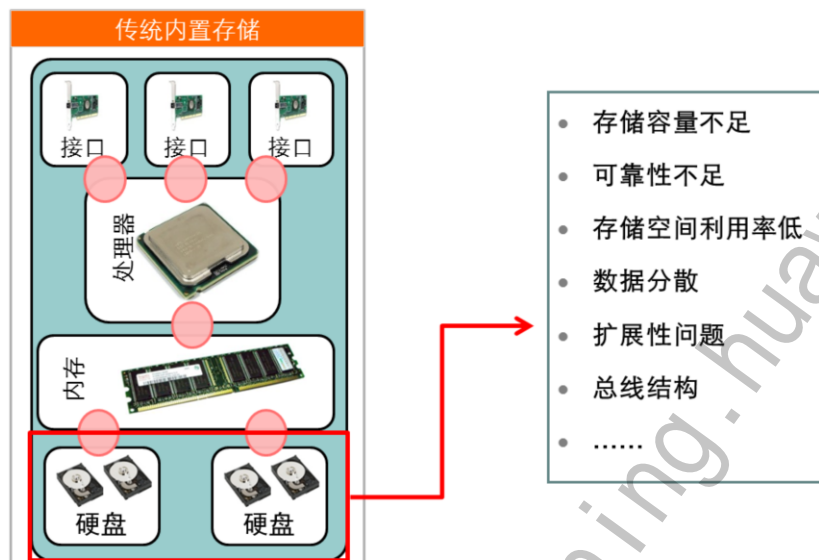 传统内置存储
接口
接口
接口
处理器
内存
硬盘
硬盘
存储容量不足
可靠性不足
存储空间利用率低
数据分散
扩展性问题
总线结构
……
ning.hua